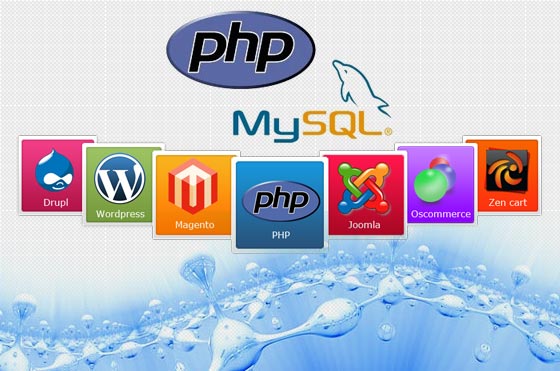 php
MySQL®
Drupl
Wordpress
Magento
php
PHP
Joomla
Oscommerce
Zen cart